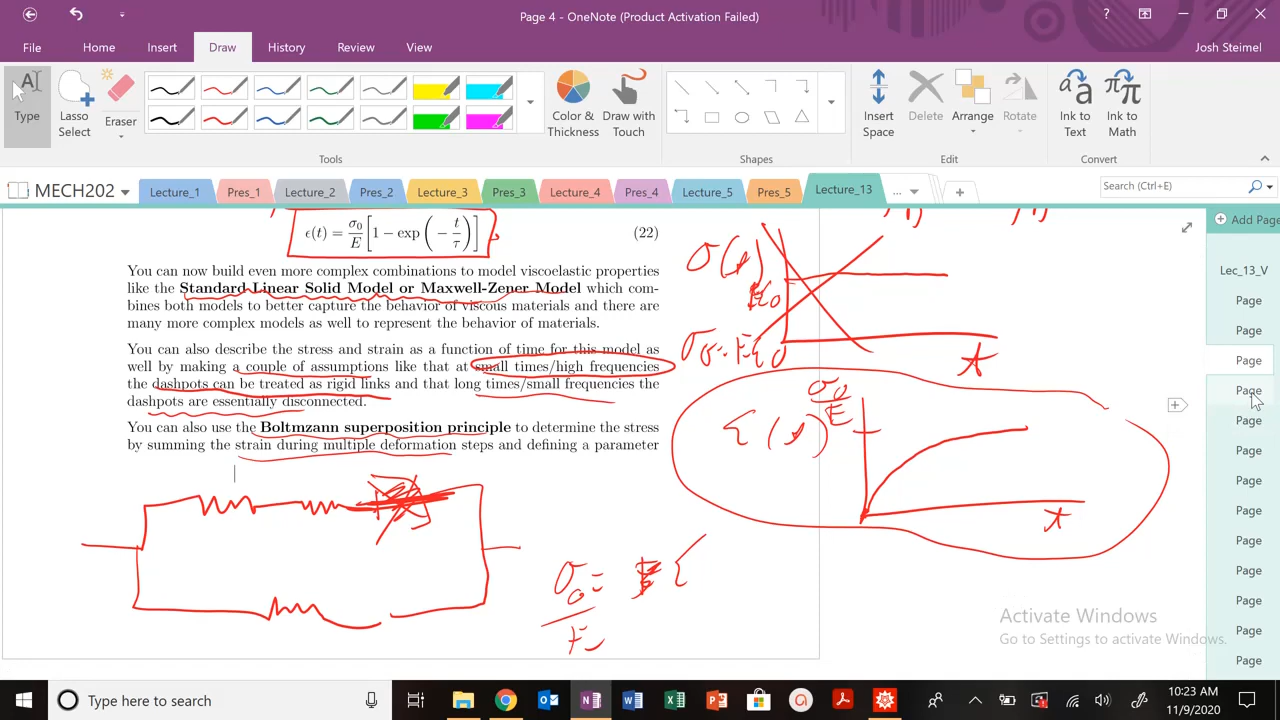 Page 4 - OneNote (Product Activation Failed)
File Home Insert Draw History Review View Josh Steimel
Type Lasso Select Eraser Color & Thickness Draw with Touch Insert Space Delete Arrange Rotate Ink to Text Ink to Math
Tools Shapes Edit Convert
MECH202 Lecture_1 Pres_1 Lecture_2 Pres_2 Lecture_3 Pres_3 Lecture_4 Pres_4 Lecture_5 Pres_5 Lecture_13 ... Search (Ctrl+E)
Add Page
Lec_13_V
Page
Page
Page
Page
Page
Page
Page
Page
Page
Page
Page
Page
Page
ϵ(t) = σ0/E [1 − exp (− t/τ)] (22)
You can now build even more complex combinations to model viscoelastic properties
like the Standard Linear Solid Model or Maxwell-Zener Model which com-
bines both models to better capture the behavior of viscous materials and there are
many more complex models as well to represent the behavior of materials.
You can also describe the stress and strain as a function of time for this model as
well by making a couple of assumptions like that at small times/high frequencies
the dashpots can be treated as rigid links and that long times/small frequencies the
dashpots are essentially disconnected.
You can also use the Boltmzann superposition principle to determine the stress
by summing the strain during multiple deformation steps and defining a parameter
σ(t)
t
σ0/E
ε(t)
t
Activate Windows
Go to Settings to activate Windows.
Type here to search
10:23 AM
11/9/2020